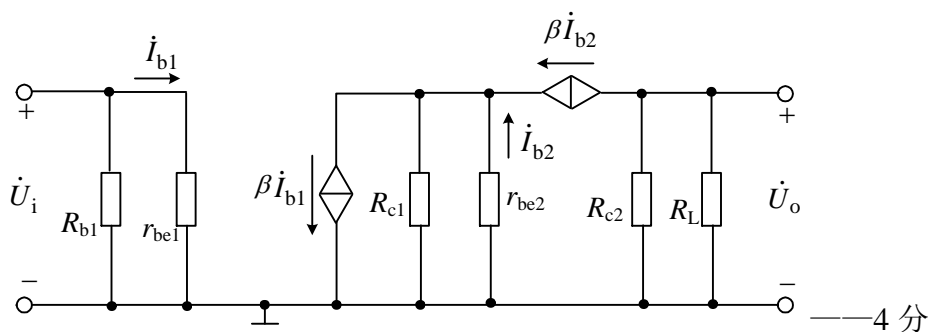 βİb2
İb1
+
+
İb2
U̇i
Rb1
rbe1
βİb1
Rc1
rbe2
Rc2
RL
U̇o
−
−
——4 分